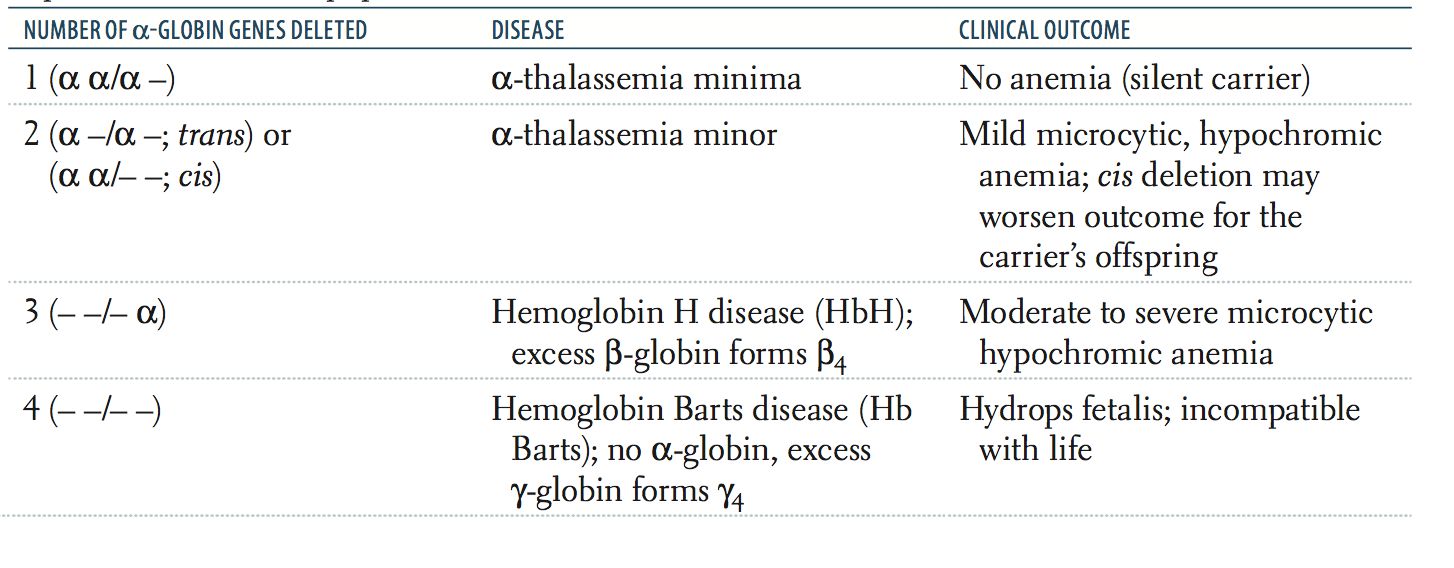 NUMBER OF α-GLOBIN GENES DELETED DISEASE CLINICAL OUTCOME
1 (α α/α –) α-thalassemia minima No anemia (silent carrier)
2 (α –/α –; trans) or α-thalassemia minor Mild microcytic, hypochromic
(α α/– –; cis) anemia; cis deletion may
worsen outcome for the
carrier’s offspring
3 (– –/– α) Hemoglobin H disease (HbH); Moderate to severe microcytic
excess β-globin forms β4 hypochromic anemia
4 (– –/– –) Hemoglobin Barts disease (Hb Hydrops fetalis; incompatible
Barts); no α-globin, excess with life
γ-globin forms γ4